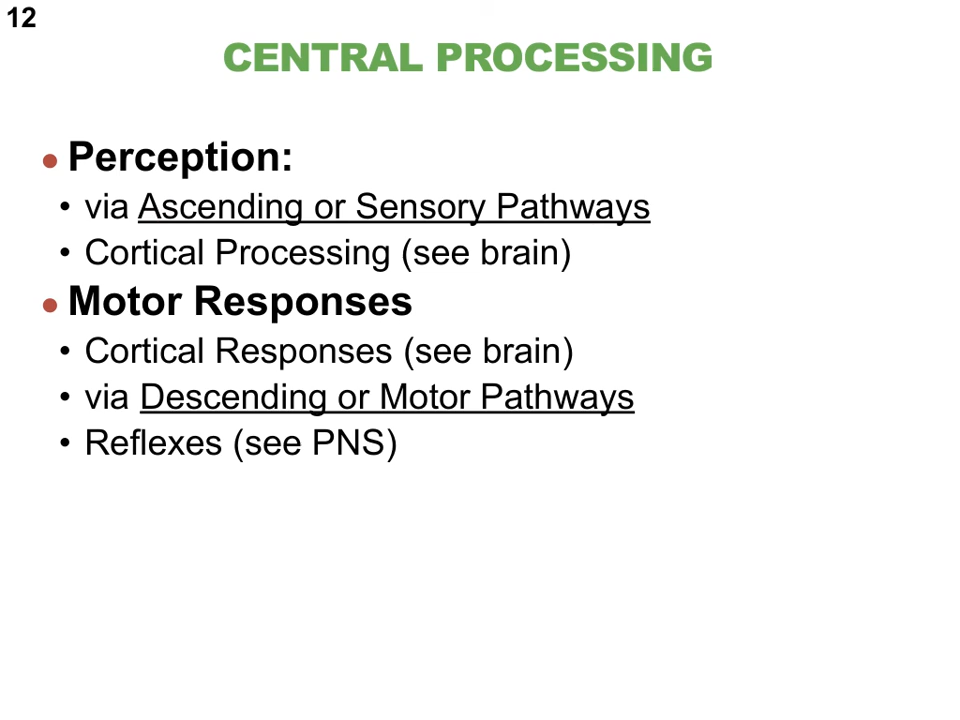 12
CENTRAL PROCESSING
● Perception:
• via Ascending or Sensory Pathways
• Cortical Processing (see brain)
● Motor Responses
• Cortical Responses (see brain)
• via Descending or Motor Pathways
• Reflexes (see PNS)